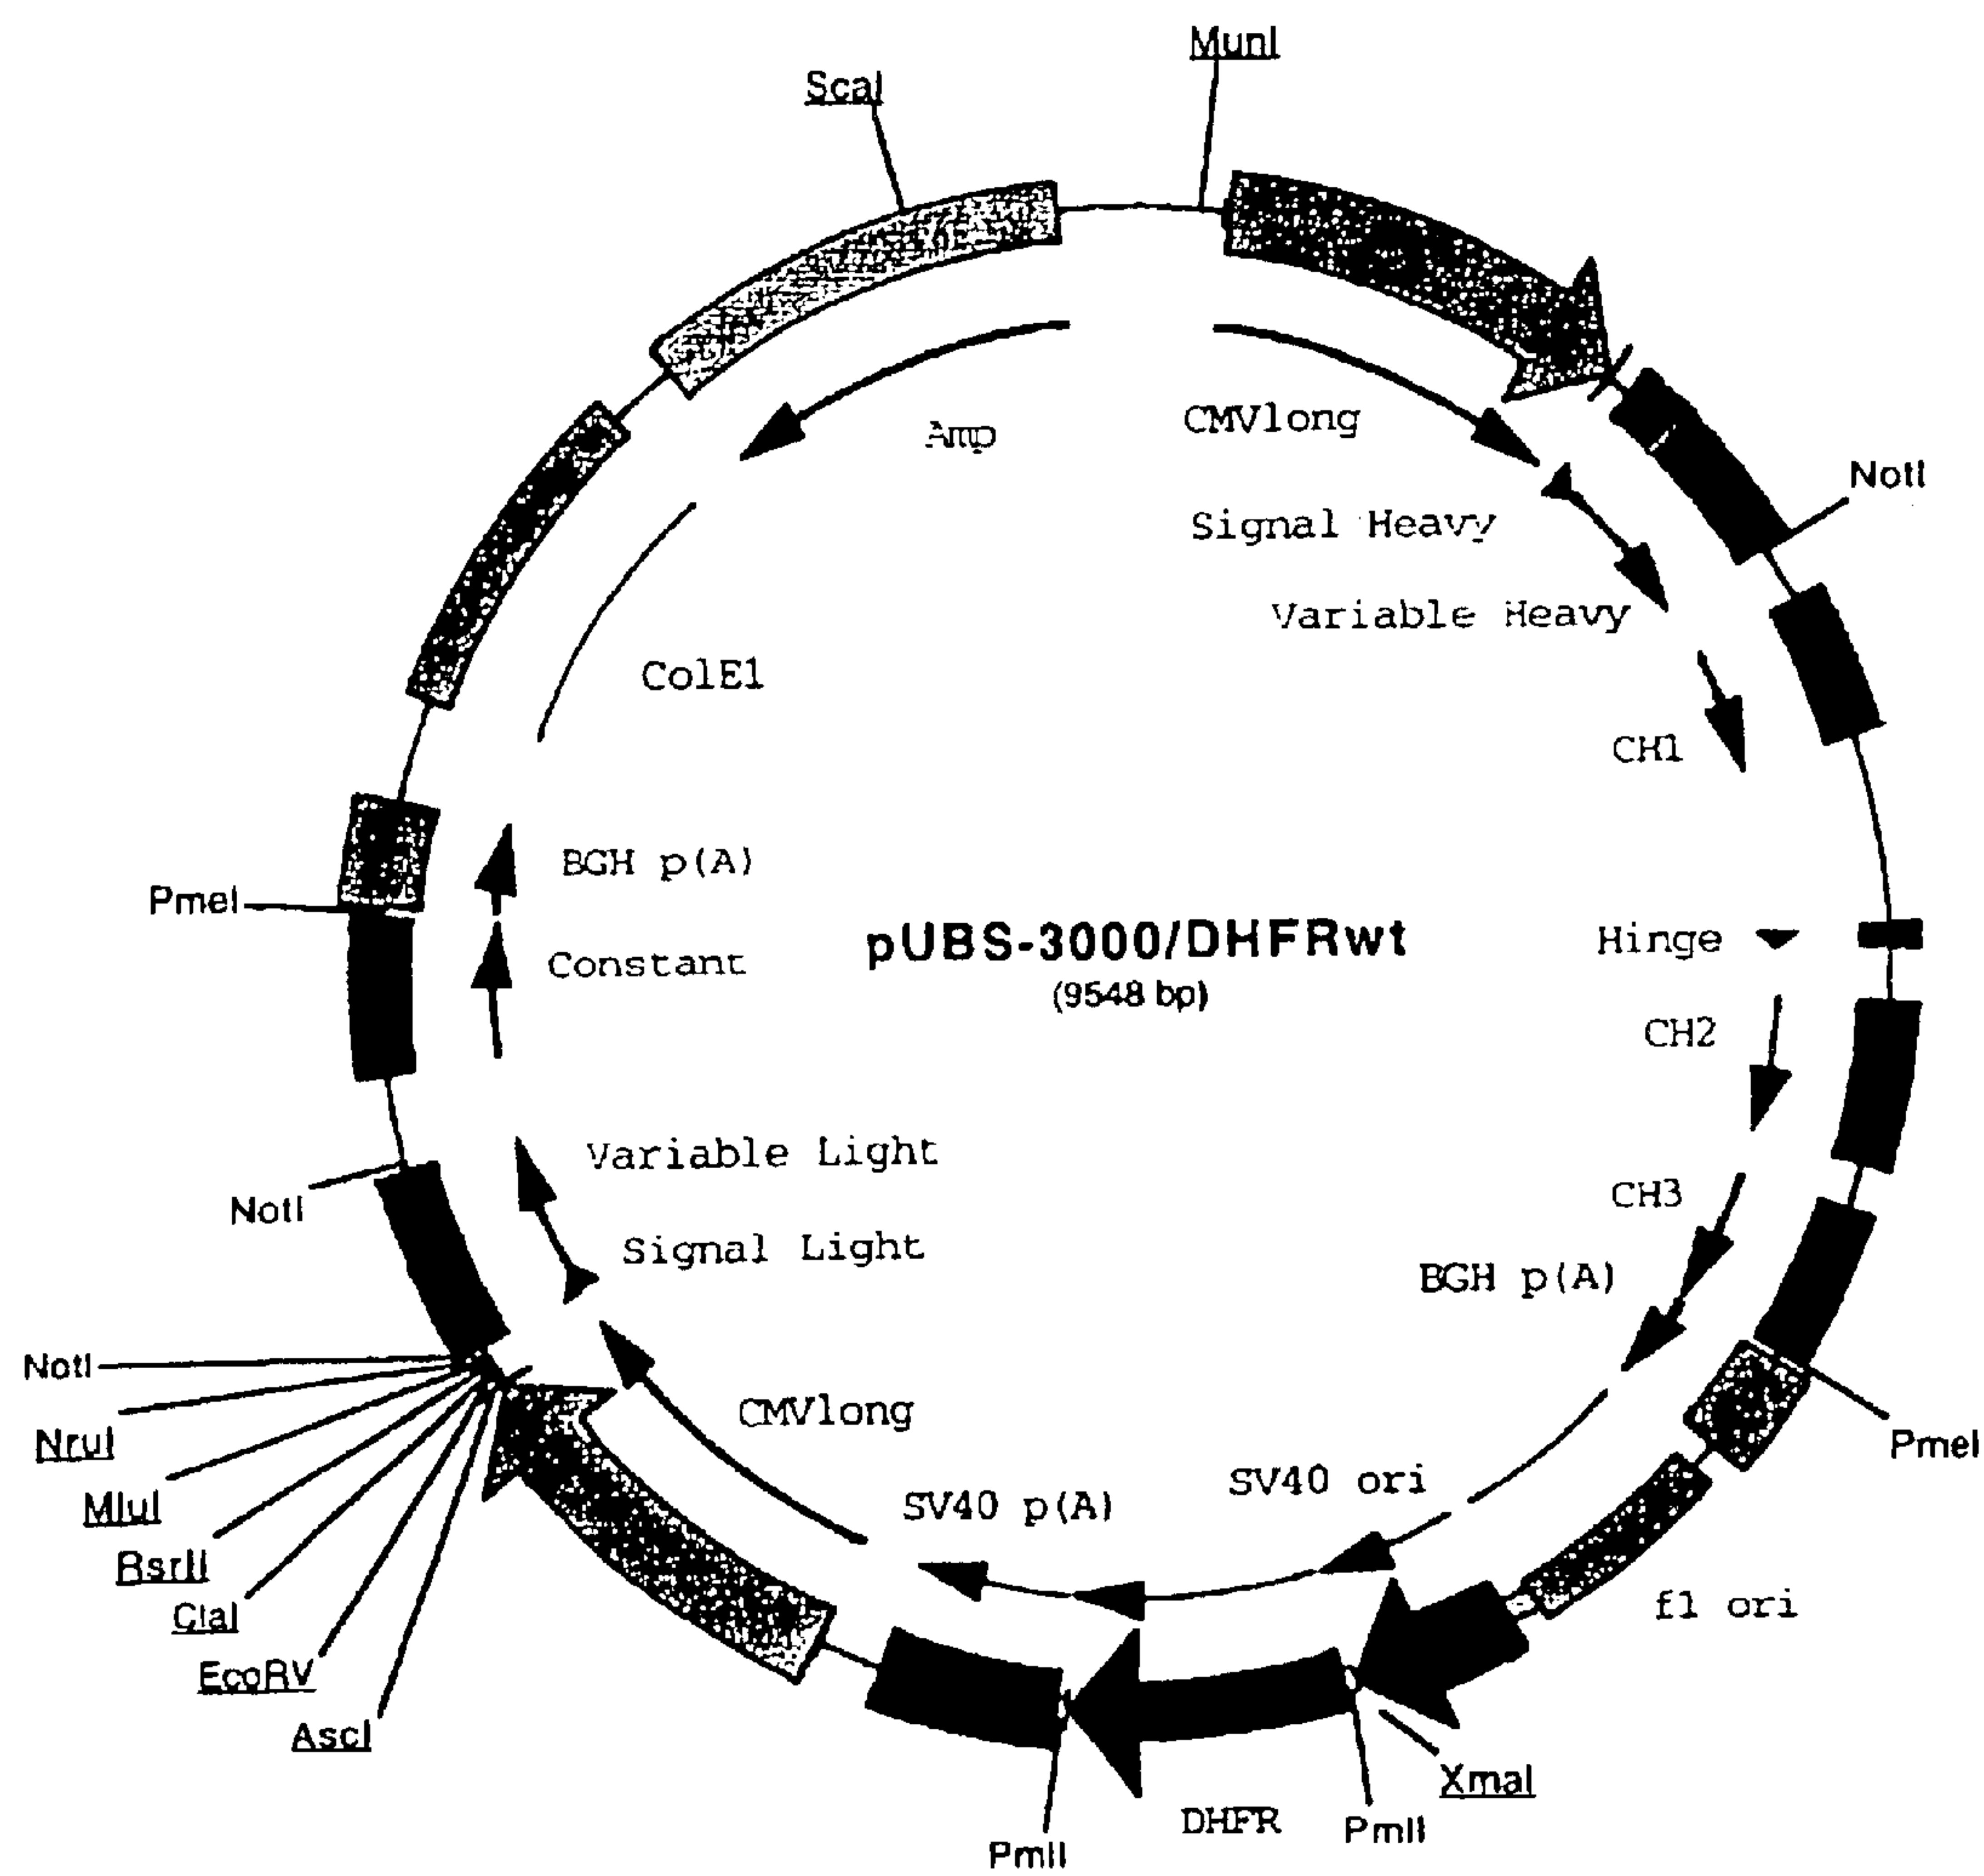 MunI
ScaI
Amp
CMVlong
NotI
Signal Heavy
Variable Heavy
ColE1
CH1
BGH p(A)
PmeI
Constant
pUBS-3000/DHFRwt
(9548 bp)
Hinge
CH2
Variable Light
NotI
Signal Light
CH3
BGH p(A)
NotI
CMVlong
NruI
PmeI
SV40 ori
SV40 p(A)
MluI
BsrII
ClaI
f1 ori
EcoRV
AscI
XmaI
DHFR
PmlI
PmlI